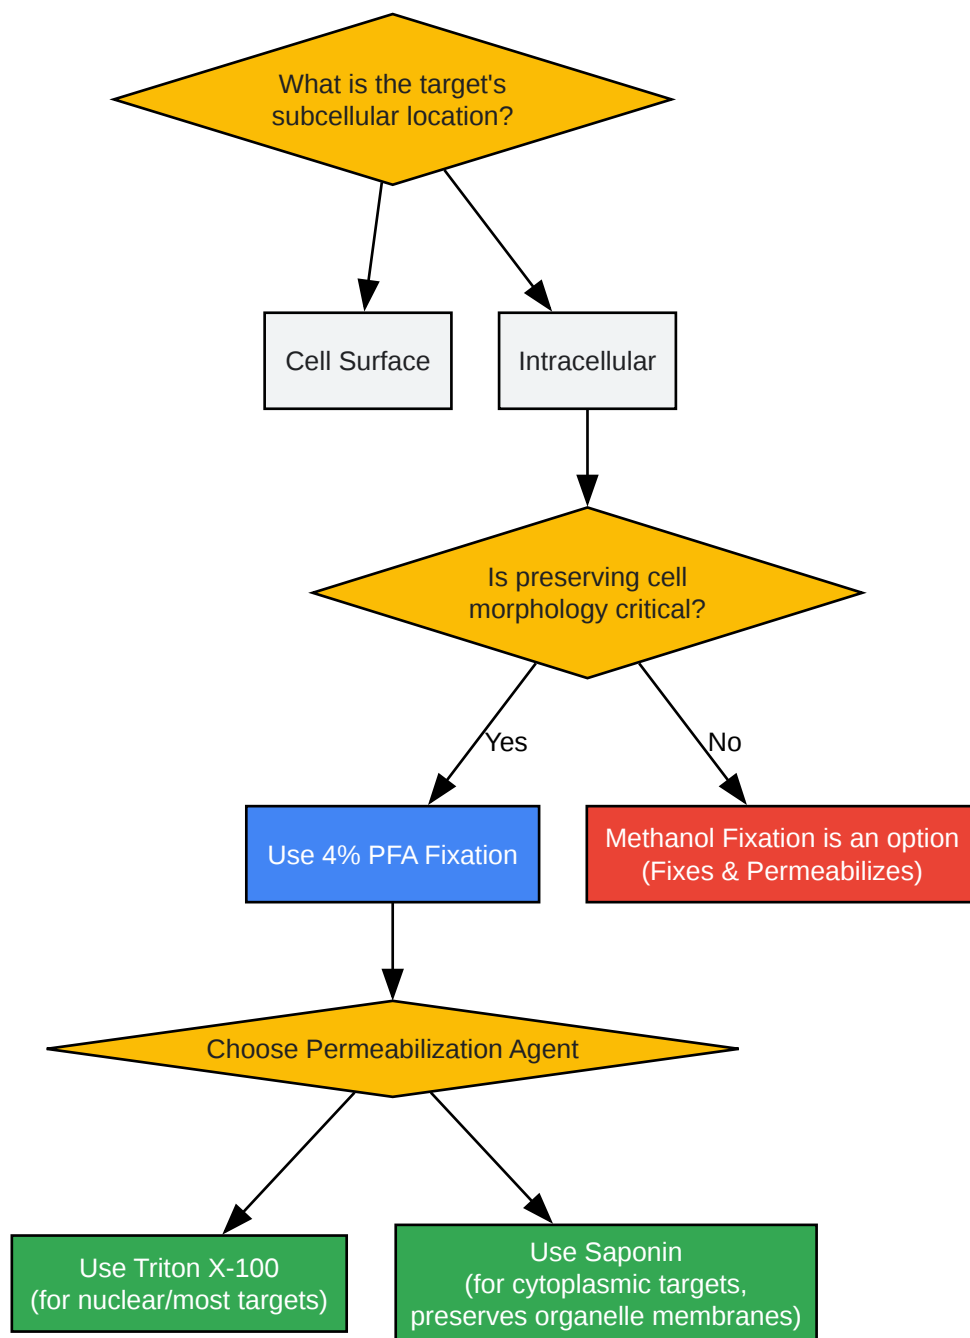 What is the target's
subcellular location?
Cell Surface
Intracellular
Is preserving cell
morphology critical?
Yes
No
Use 4% PFA Fixation
Methanol Fixation is an option
(Fixes & Permeabilizes)
Choose Permeabilization Agent
Use Triton X-100
(for nuclear/most targets)
Use Saponin
(for cytoplasmic targets,
preserves organelle membranes)